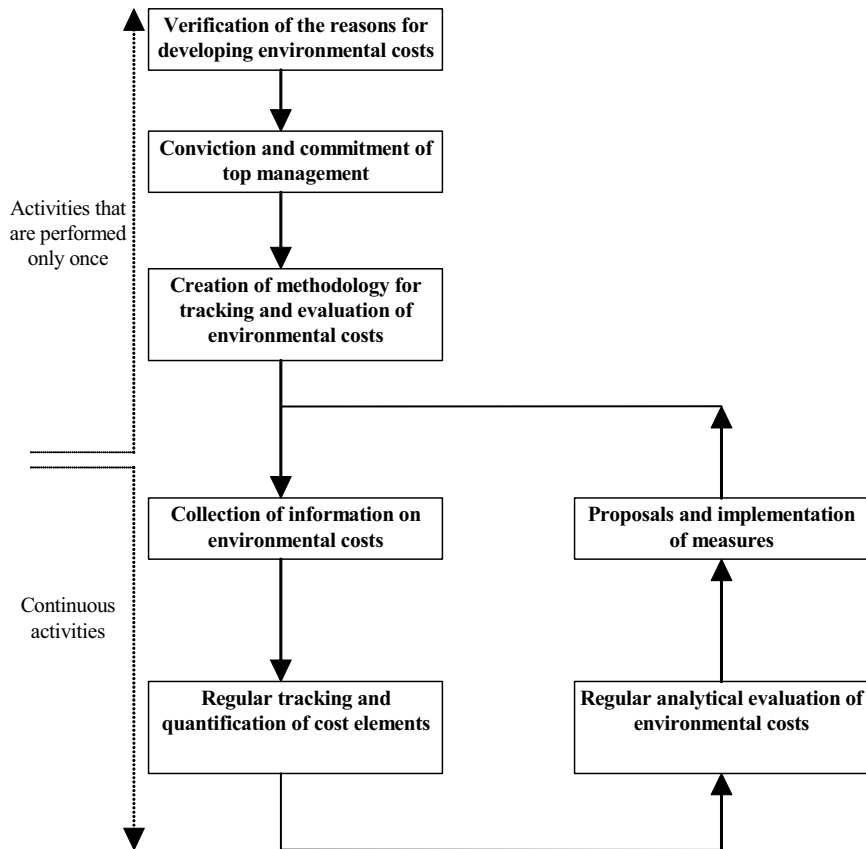 Verification of the reasons for
developing environmental costs
Conviction and commitment of
top management
Activities that
are performed
only once
Creation of methodology for
tracking and evaluation of
environmental costs
Collection of information on
environmental costs
Proposals and implementation
of measures
Continuous
activities
Regular tracking and
quantification of cost elements
Regular analytical evaluation of
environmental costs